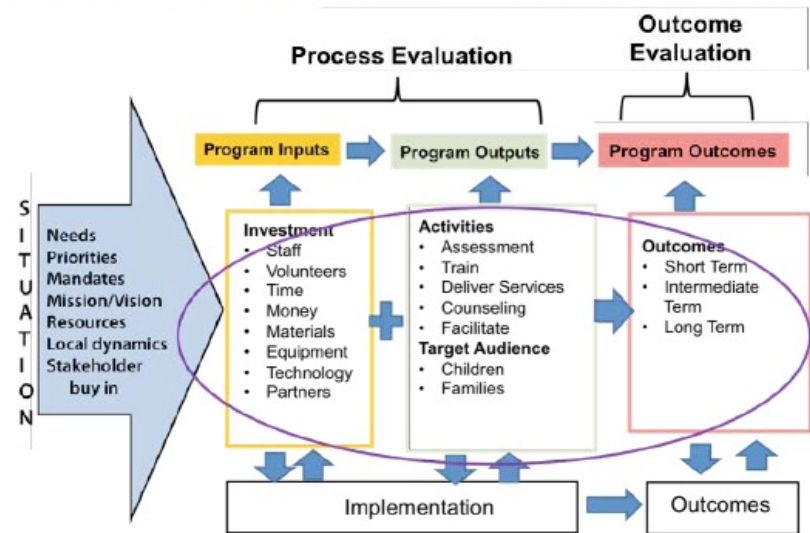 Process Evaluation
Outcome
Evaluation
Program Inputs
Program Outputs
Program Outcomes
SITUATION
Needs
Priorities
Mandates
Mission/Vision
Resources
Local dynamics
Stakeholder
buy in
Investment
• Staff
• Volunteers
• Time
• Money
• Materials
• Equipment
• Technology
• Partners
Activities
• Assessment
• Train
• Deliver Services
• Counseling
• Facilitate
Target Audience
• Children
• Families
Outcomes
• Short Term
• Intermediate
Term
• Long Term
Implementation
Outcomes